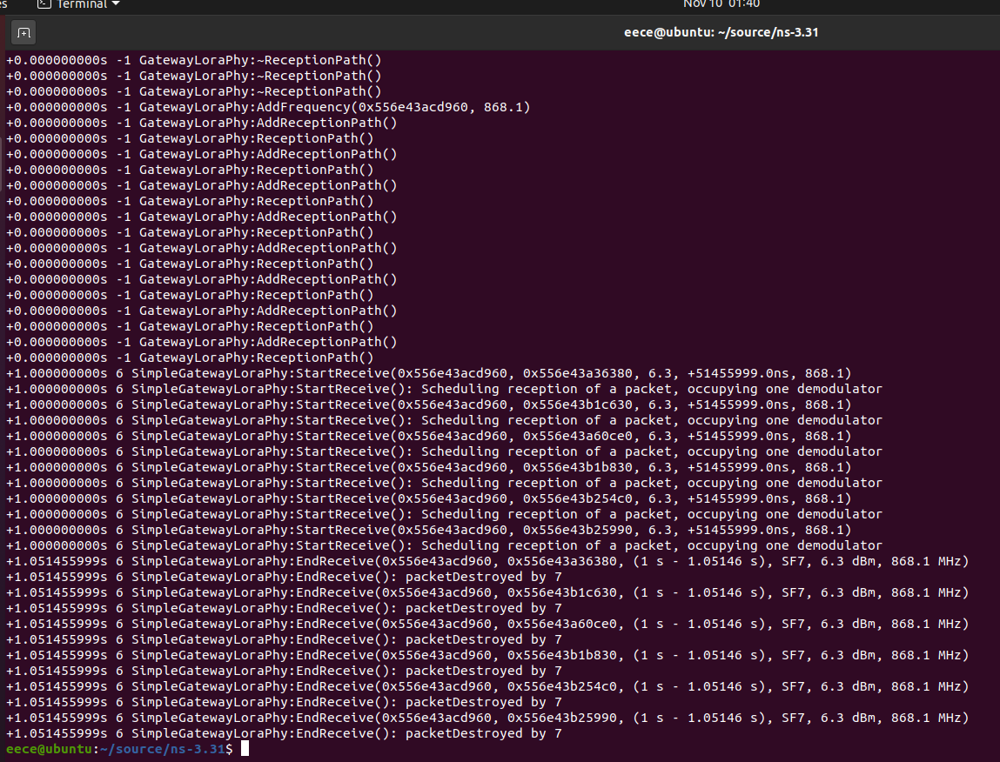 es Terminal Nov 10 01:40
eece@ubuntu: ~/source/ns-3.31
+0.000000000s -1 GatewayLoraPhy:~ReceptionPath()
+0.000000000s -1 GatewayLoraPhy:~ReceptionPath()
+0.000000000s -1 GatewayLoraPhy:~ReceptionPath()
+0.000000000s -1 GatewayLoraPhy:AddFrequency(0x556e43acd960, 868.1)
+0.000000000s -1 GatewayLoraPhy:AddReceptionPath()
+0.000000000s -1 GatewayLoraPhy:ReceptionPath()
+0.000000000s -1 GatewayLoraPhy:AddReceptionPath()
+0.000000000s -1 GatewayLoraPhy:ReceptionPath()
+0.000000000s -1 GatewayLoraPhy:AddReceptionPath()
+0.000000000s -1 GatewayLoraPhy:ReceptionPath()
+0.000000000s -1 GatewayLoraPhy:AddReceptionPath()
+0.000000000s -1 GatewayLoraPhy:ReceptionPath()
+0.000000000s -1 GatewayLoraPhy:AddReceptionPath()
+0.000000000s -1 GatewayLoraPhy:ReceptionPath()
+0.000000000s -1 GatewayLoraPhy:AddReceptionPath()
+0.000000000s -1 GatewayLoraPhy:ReceptionPath()
+0.000000000s -1 GatewayLoraPhy:AddReceptionPath()
+0.000000000s -1 GatewayLoraPhy:ReceptionPath()
+0.000000000s -1 GatewayLoraPhy:AddReceptionPath()
+0.000000000s -1 GatewayLoraPhy:ReceptionPath()
+1.000000000s 6 SimpleGatewayLoraPhy:StartReceive(0x556e43acd960, 0x556e43a36380, 6.3, +51455999.0ns, 868.1)
+1.000000000s 6 SimpleGatewayLoraPhy:StartReceive(): Scheduling reception of a packet, occupying one demodulator
+1.000000000s 6 SimpleGatewayLoraPhy:StartReceive(0x556e43acd960, 0x556e43b1c630, 6.3, +51455999.0ns, 868.1)
+1.000000000s 6 SimpleGatewayLoraPhy:StartReceive(): Scheduling reception of a packet, occupying one demodulator
+1.000000000s 6 SimpleGatewayLoraPhy:StartReceive(0x556e43acd960, 0x556e43a60ce0, 6.3, +51455999.0ns, 868.1)
+1.000000000s 6 SimpleGatewayLoraPhy:StartReceive(): Scheduling reception of a packet, occupying one demodulator
+1.000000000s 6 SimpleGatewayLoraPhy:StartReceive(0x556e43acd960, 0x556e43b1b830, 6.3, +51455999.0ns, 868.1)
+1.000000000s 6 SimpleGatewayLoraPhy:StartReceive(): Scheduling reception of a packet, occupying one demodulator
+1.000000000s 6 SimpleGatewayLoraPhy:StartReceive(0x556e43acd960, 0x556e43b254c0, 6.3, +51455999.0ns, 868.1)
+1.000000000s 6 SimpleGatewayLoraPhy:StartReceive(): Scheduling reception of a packet, occupying one demodulator
+1.000000000s 6 SimpleGatewayLoraPhy:StartReceive(0x556e43acd960, 0x556e43b25990, 6.3, +51455999.0ns, 868.1)
+1.000000000s 6 SimpleGatewayLoraPhy:StartReceive(): Scheduling reception of a packet, occupying one demodulator
+1.051455999s 6 SimpleGatewayLoraPhy:EndReceive(0x556e43acd960, 0x556e43a36380, (1 s - 1.05146 s), SF7, 6.3 dBm, 868.1 MHz)
+1.051455999s 6 SimpleGatewayLoraPhy:EndReceive(): packetDestroyed by 7
+1.051455999s 6 SimpleGatewayLoraPhy:EndReceive(0x556e43acd960, 0x556e43b1c630, (1 s - 1.05146 s), SF7, 6.3 dBm, 868.1 MHz)
+1.051455999s 6 SimpleGatewayLoraPhy:EndReceive(): packetDestroyed by 7
+1.051455999s 6 SimpleGatewayLoraPhy:EndReceive(0x556e43acd960, 0x556e43a60ce0, (1 s - 1.05146 s), SF7, 6.3 dBm, 868.1 MHz)
+1.051455999s 6 SimpleGatewayLoraPhy:EndReceive(): packetDestroyed by 7
+1.051455999s 6 SimpleGatewayLoraPhy:EndReceive(0x556e43acd960, 0x556e43b1b830, (1 s - 1.05146 s), SF7, 6.3 dBm, 868.1 MHz)
+1.051455999s 6 SimpleGatewayLoraPhy:EndReceive(): packetDestroyed by 7
+1.051455999s 6 SimpleGatewayLoraPhy:EndReceive(0x556e43acd960, 0x556e43b254c0, (1 s - 1.05146 s), SF7, 6.3 dBm, 868.1 MHz)
+1.051455999s 6 SimpleGatewayLoraPhy:EndReceive(): packetDestroyed by 7
+1.051455999s 6 SimpleGatewayLoraPhy:EndReceive(0x556e43acd960, 0x556e43b25990, (1 s - 1.05146 s), SF7, 6.3 dBm, 868.1 MHz)
+1.051455999s 6 SimpleGatewayLoraPhy:EndReceive(): packetDestroyed by 7
eece@ubuntu:~/source/ns-3.31$